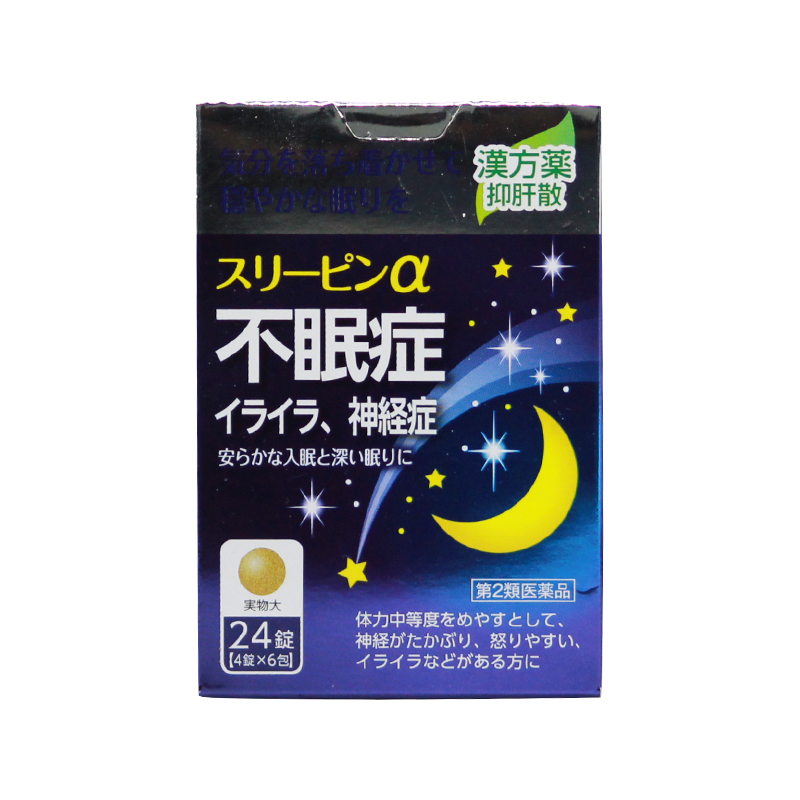 気分を落ち着かせて
穏やかな眠りを
漢方薬
抑肝散
スリーピンα
不眠症
イライラ、神経症
安らかな入眠と深い眠りに
実物大
24錠
【4錠×6包】
第2類医薬品
体力中等度をめやすとして、
神経がたかぶり、怒りやすい、
イライラなどがある方に